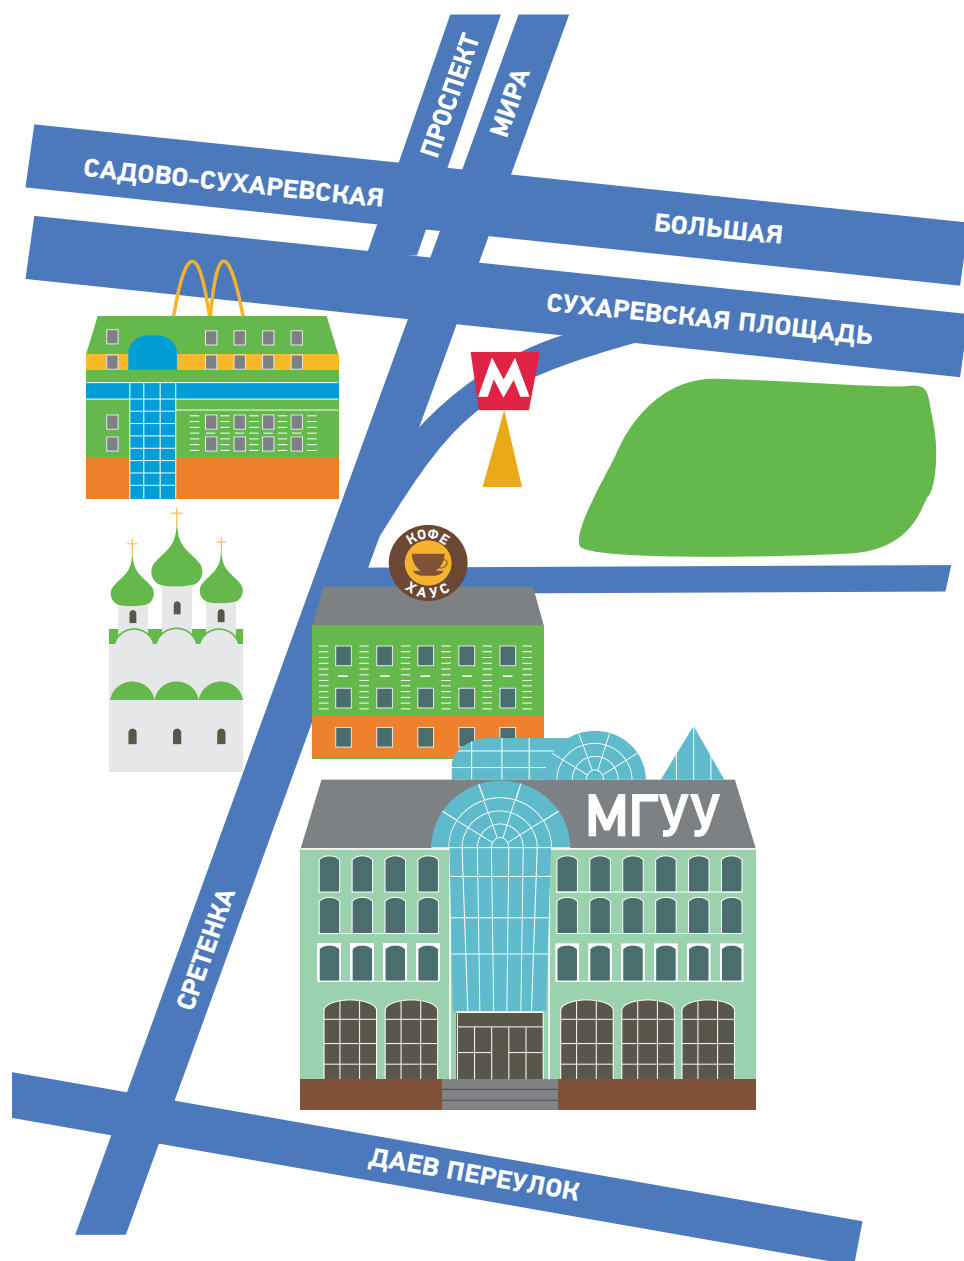 ПРОСПЕКТ
МИРА
САДОВО-СУХАРЕВСКАЯ
БОЛЬШАЯ
СУХАРЕВСКАЯ ПЛОЩАДЬ
М
КОФЕ
ХАУС
МГУУ
СРЕТЕНКА
ДАЕВ ПЕРЕУЛОК